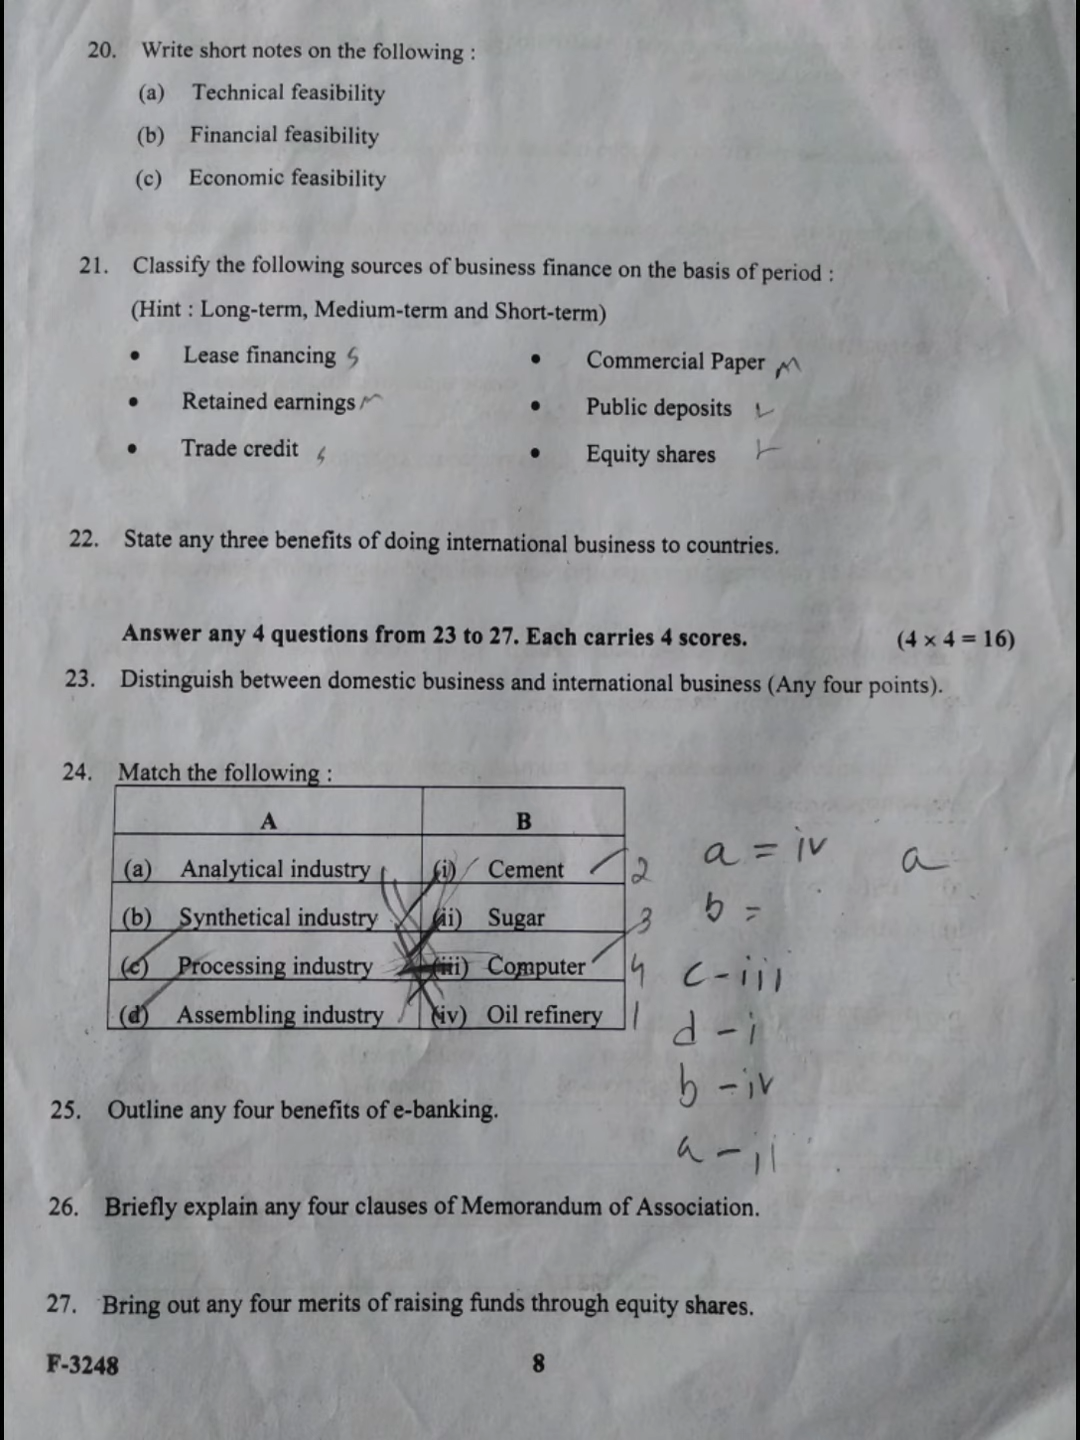 20. Write short notes on the following :
(a) Technical feasibility
(b) Financial feasibility
(c) Economic feasibility
21. Classify the following sources of business finance on the basis of period :
(Hint : Long-term, Medium-term and Short-term)
• Lease financing S
• Commercial Paper M
• Retained earnings M
• Public deposits L
• Trade credit S
• Equity shares L
22. State any three benefits of doing international business to countries.
Answer any 4 questions from 23 to 27. Each carries 4 scores. (4 × 4 = 16)
23. Distinguish between domestic business and international business (Any four points).
24. Match the following :
A B
(a) Analytical industry (i) Cement 2
(b) Synthetical industry (ii) Sugar 3
(c) Processing industry (iii) Computer 4
(d) Assembling industry (iv) Oil refinery 1
a = iv a
b =
c - iii
d - i
b - iv
a - ii
25. Outline any four benefits of e-banking.
26. Briefly explain any four clauses of Memorandum of Association.
27. Bring out any four merits of raising funds through equity shares.
F-3248 8